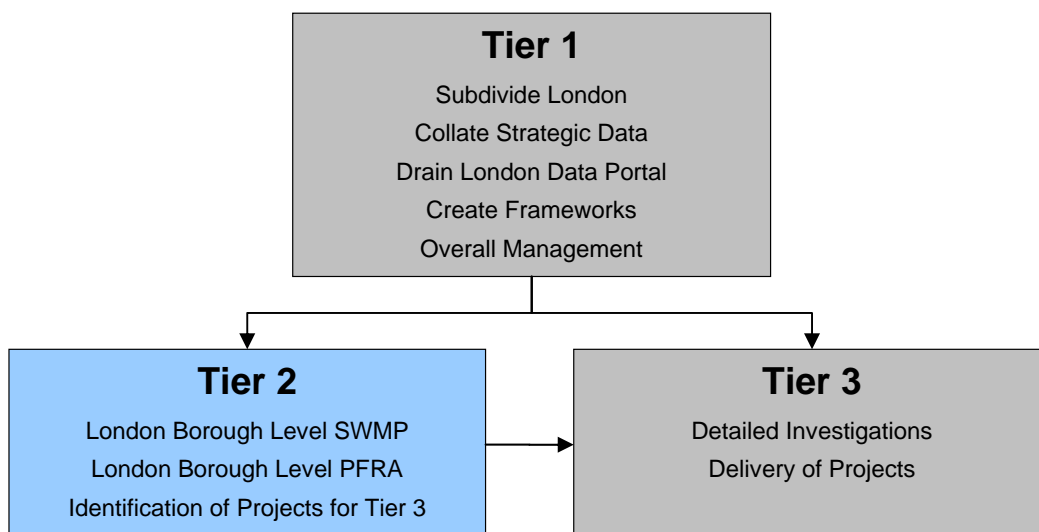 Tier 1
Subdivide London
Collate Strategic Data
Drain London Data Portal
Create Frameworks
Overall Management
Tier 2
London Borough Level SWMP
London Borough Level PFRA
Identification of Projects for Tier 3
Tier 3
Detailed Investigations
Delivery of Projects